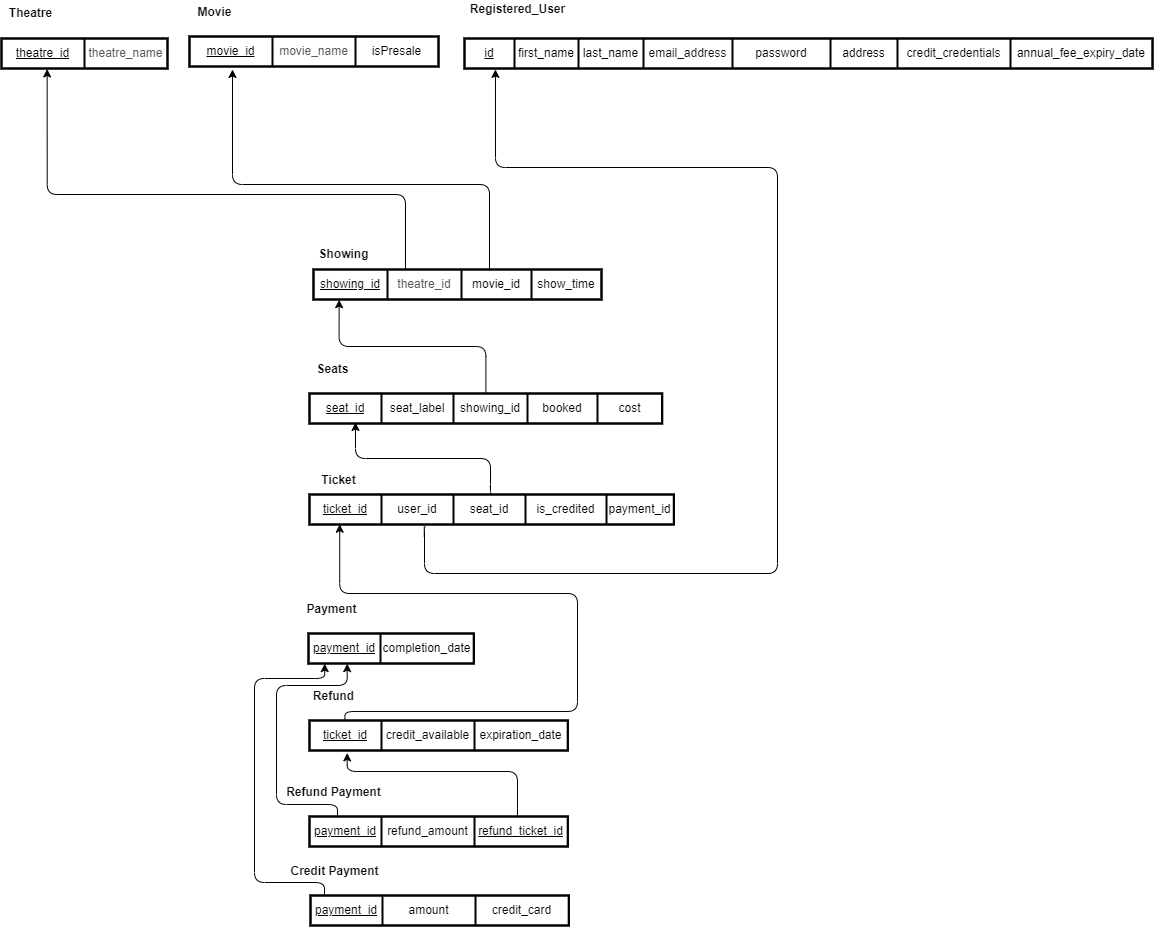 Theatre
Movie
Registered_User
theatre_id theatre_name
movie_id movie_name isPresale
id first_name last_name email_address password address credit_credentials annual_fee_expiry_date
Showing
showing_id theatre_id movie_id show_time
Seats
seat_id seat_label showing_id booked cost
Ticket
ticket_id user_id seat_id is_credited payment_id
Payment
payment_id completion_date
Refund
ticket_id credit_available expiration_date
Refund Payment
payment_id refund_amount refund_ticket_id
Credit Payment
payment_id amount credit_card